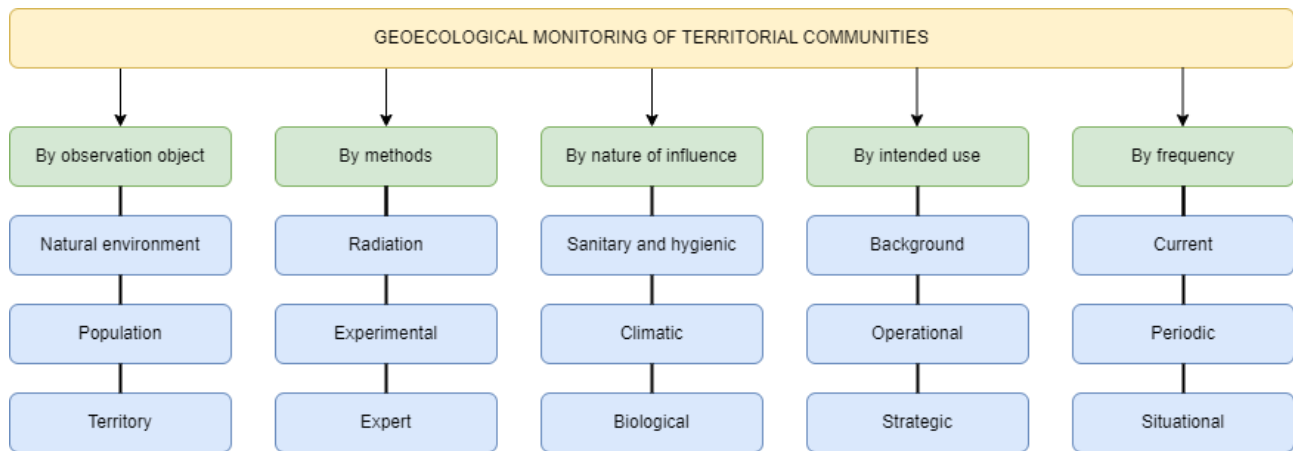 GEOECOLOGICAL MONITORING OF TERRITORIAL COMMUNITIES
By observation object
By methods
By nature of influence
By intended use
By frequency
Natural environment
Radiation
Sanitary and hygienic
Background
Current
Population
Experimental
Climatic
Operational
Periodic
Territory
Expert
Biological
Strategic
Situational